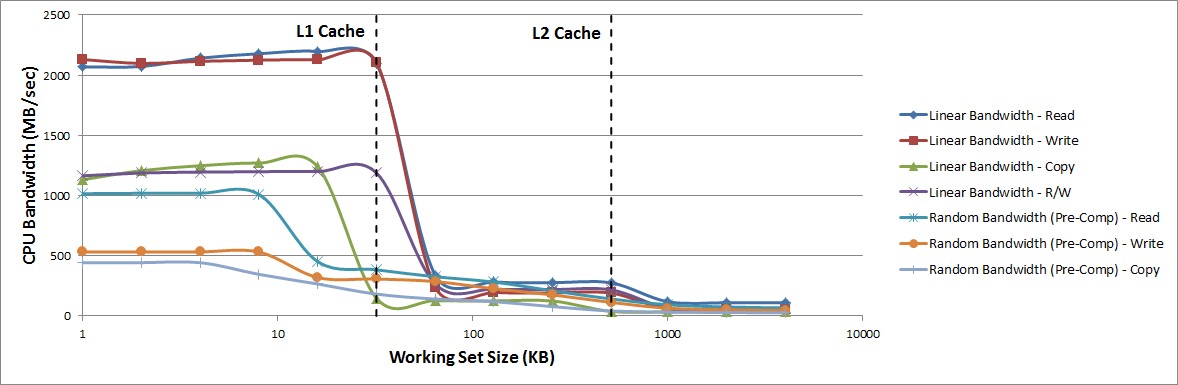 2500
2000
1500
1000
500
0
CPU Bandwidth (MB/sec)
L1 Cache
L2 Cache
1
10
100
1000
10000
Working Set Size (KB)
Linear Bandwidth - Read
Linear Bandwidth - Write
Linear Bandwidth - Copy
Linear Bandwidth - R/W
Random Bandwidth (Pre-Comp) - Read
Random Bandwidth (Pre-Comp) - Write
Random Bandwidth (Pre-Comp) - Copy